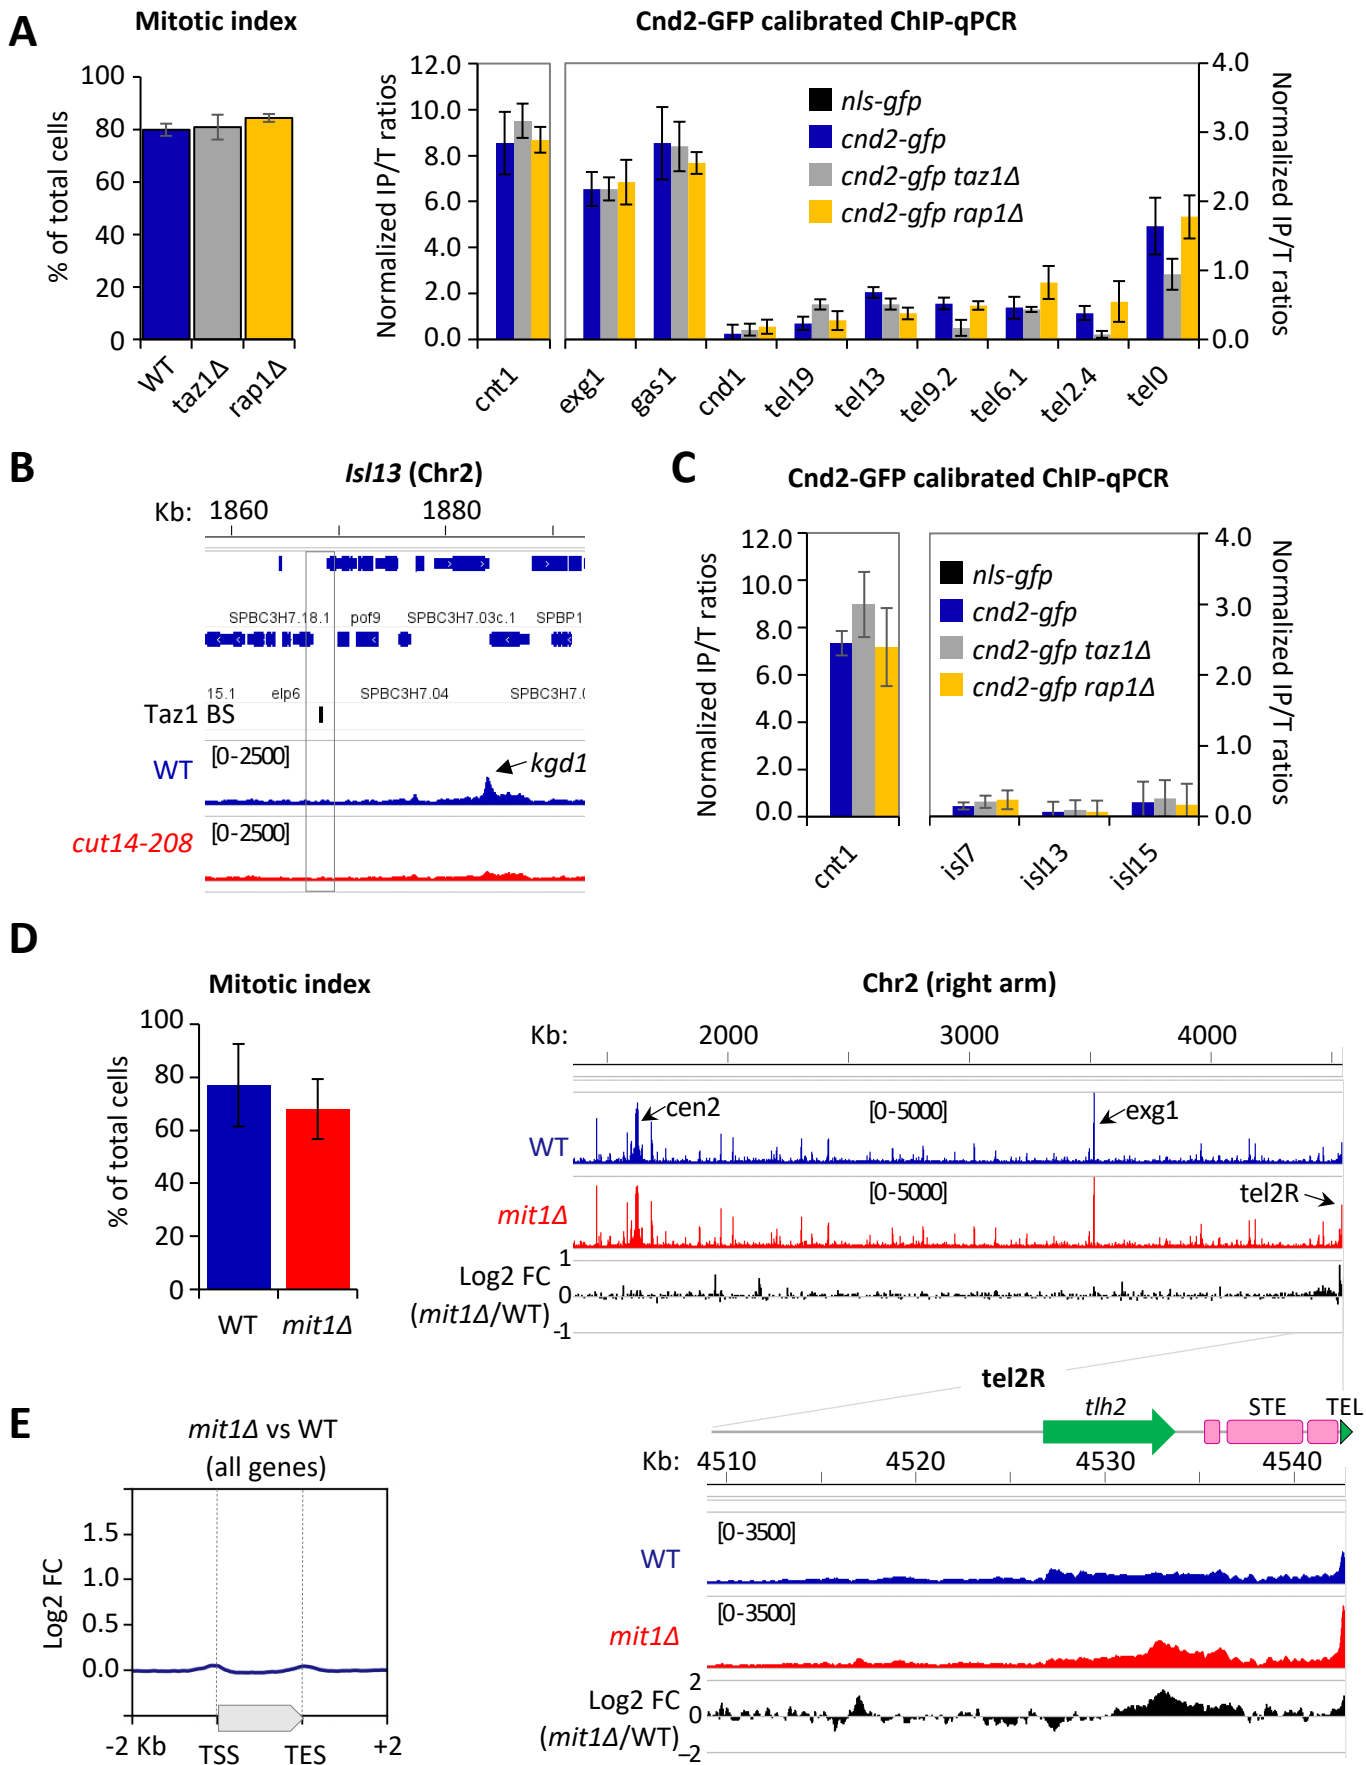 A
Mitotic index
% of total cells
100
80
60
40
20
0
WT
taz1Δ
rap1Δ
Cnd2-GFP calibrated ChIP-qPCR
Normalized IP/T ratios
12.0
10.0
8.0
6.0
4.0
2.0
0.0
nls-gfp
cnd2-gfp
cnd2-gfp taz1Δ
cnd2-gfp rap1Δ
4.0
3.0
2.0
1.0
0.0
Normalized IP/T ratios
cnt1
exg1
gas1
cnd1
tel19
tel13
tel9.2
tel6.1
tel2.4
tel0
B
Isl13 (Chr2)
Kb: 1860 1880
SPBC3H7.18.1 pof9 SPBC3H7.03c.1 SPBP1
15.1 elp6 SPBC3H7.04 SPBC3H7.0
Taz1 BS
WT
[0-2500]
kgd1
cut14-208
[0-2500]
C
Cnd2-GFP calibrated ChIP-qPCR
Normalized IP/T ratios
12.0
10.0
8.0
6.0
4.0
2.0
0.0
nls-gfp
cnd2-gfp
cnd2-gfp taz1Δ
cnd2-gfp rap1Δ
4.0
3.0
2.0
1.0
0.0
Normalized IP/T ratios
cnt1
isl7
isl13
isl15
D
Mitotic index
% of total cells
100
80
60
40
20
0
WT
mit1Δ
Chr2 (right arm)
Kb: 2000 3000 4000
WT
cen2
[0-5000]
exg1
mit1Δ
[0-5000]
tel2R
Log2 FC
(mit1Δ/WT)
1
0
-1
tel2R
tlh2
STE
TEL
Kb: 4510 4520 4530 4540
WT
[0-3500]
mit1Δ
[0-3500]
Log2 FC
(mit1Δ/WT)
2
0
−2
E
mit1Δ vs WT
(all genes)
Log2 FC
1.5
1.0
0.5
0.0
-2 Kb
TSS
TES
+2